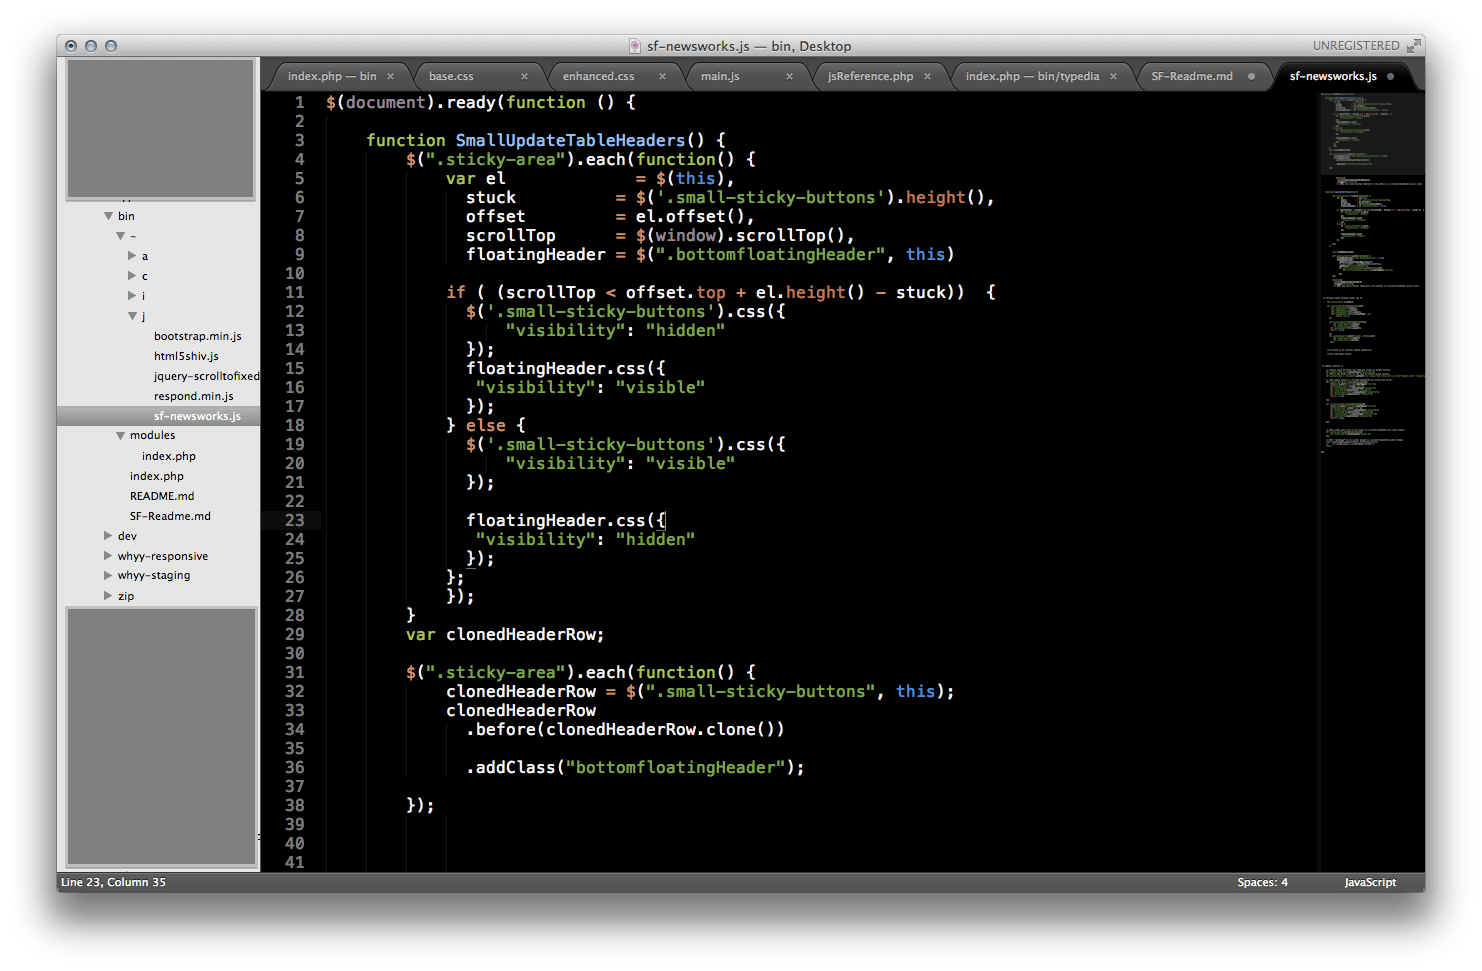 sf-newsworks.js — bin, Desktop
UNREGISTERED
index.php — bin × base.css × enhanced.css × main.js × jsReference.php × index.php — bin/typedia × SF-Readme.md sf-newsworks.js
bin
–
a
c
i
j
bootstrap.min.js
html5shiv.js
jquery-scrolltofixed
respond.min.js
sf-newsworks.js
modules
index.php
index.php
README.md
SF-Readme.md
dev
whyy-responsive
whyy-staging
zip
1 $(document).ready(function () {
2
3 function SmallUpdateTableHeaders() {
4 $(".sticky-area").each(function() {
5 var el = $(this),
6 stuck = $('.small-sticky-buttons').height(),
7 offset = el.offset(),
8 scrollTop = $(window).scrollTop(),
9 floatingHeader = $(".bottomfloatingHeader", this)
10
11 if ( (scrollTop < offset.top + el.height() - stuck)) {
12 $('.small-sticky-buttons').css({
13 "visibility": "hidden"
14 });
15 floatingHeader.css({
16 "visibility": "visible"
17 });
18 } else {
19 $('.small-sticky-buttons').css({
20 "visibility": "visible"
21 });
22
23 floatingHeader.css({
24 "visibility": "hidden"
25 });
26 };
27 });
28 }
29 var clonedHeaderRow;
30
31 $(".sticky-area").each(function() {
32 clonedHeaderRow = $(".small-sticky-buttons", this);
33 clonedHeaderRow
34 .before(clonedHeaderRow.clone())
35
36 .addClass("bottomfloatingHeader");
37
38 });
39
40
41
Line 23, Column 35
Spaces: 4
JavaScript